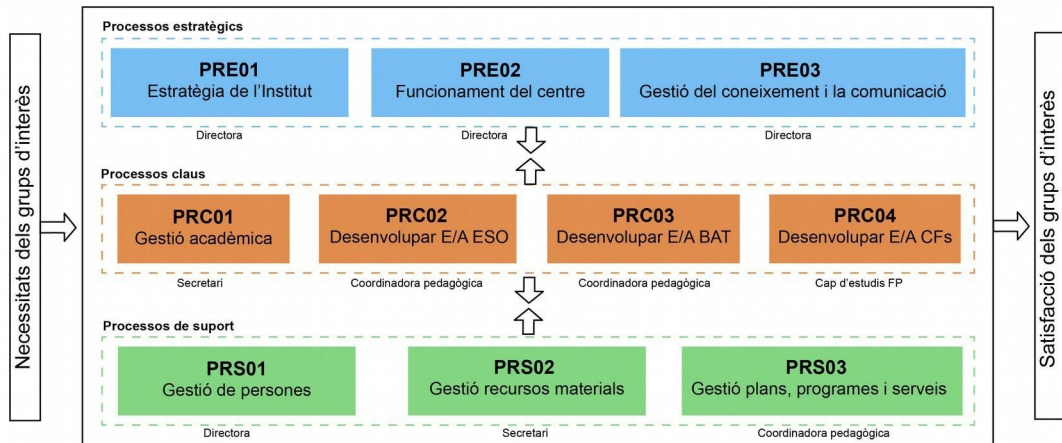 Necessitats dels grups d'interès
Processos estratègics
PRE01
Estratègia de l'Institut
PRE02
Funcionament del centre
PRE03
Gestió del coneixement i la comunicació
Directora
Directora
Directora
Processos claus
PRC01
Gestió acadèmica
PRC02
Desenvolupar E/A ESO
PRC03
Desenvolupar E/A BAT
PRC04
Desenvolupar E/A CFs
Secretari
Coordinadora pedagògica
Coordinadora pedagògica
Cap d'estudis FP
Processos de suport
PRS01
Gestió de persones
PRS02
Gestió recursos materials
PRS03
Gestió plans, programes i serveis
Directora
Secretari
Coordinadora pedagògica
Satisfacció dels grups d'interès